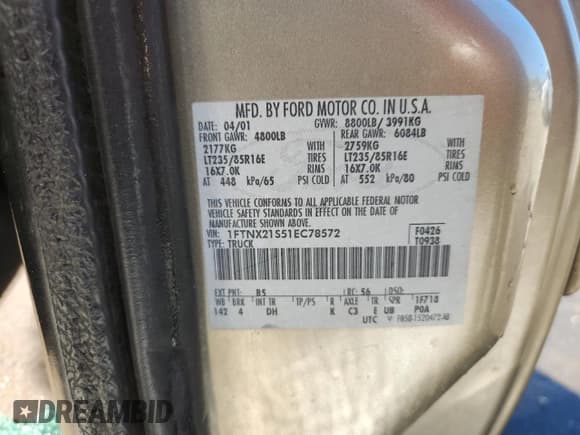 MFD. BY FORD MOTOR CO. IN U.S.A.
DATE: 04/01 GVWR: 8800LB/ 3991KG
FRONT GAWR: 4800LB REAR GAWR: 6084LB
2177KG WITH 2759KG WITH
LT235/85R16E TIRES LT235/85R16E TIRES
16X7.0K RIMS 16X7.0K RIMS
AT 448 kPa/65 PSI COLD AT 552 kPa/80 PSI COLD
THIS VEHICLE CONFORMS TO ALL APPLICABLE FEDERAL MOTOR
VEHICLE SAFETY STANDARDS IN EFFECT ON THE DATE OF
MANUFACTURE SHOWN ABOVE.
VIN: 1FTNX21S51EC78572 F0426
TYPE: TRUCK T0938
EXT PNT: B5 RC: 56 DSO:
WB BRK INT TR TP/PS R AXLE TR SPR 1F718
142 4 DH K C3 E UB POA
UTC
DREAMBID